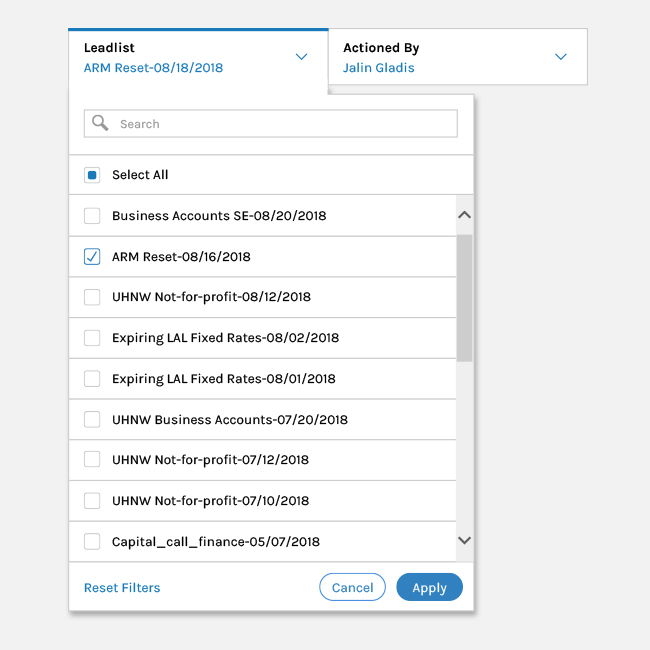 Leadlist
ARM Reset-08/18/2018
Actioned By
Jalin Gladis
Search
Select All
Business Accounts SE-08/20/2018
ARM Reset-08/16/2018
UHNW Not-for-profit-08/12/2018
Expiring LAL Fixed Rates-08/02/2018
Expiring LAL Fixed Rates-08/01/2018
UHNW Business Accounts-07/20/2018
UHNW Not-for-profit-07/12/2018
UHNW Not-for-profit-07/10/2018
Capital_call_finance-05/07/2018
Reset Filters
Cancel
Apply